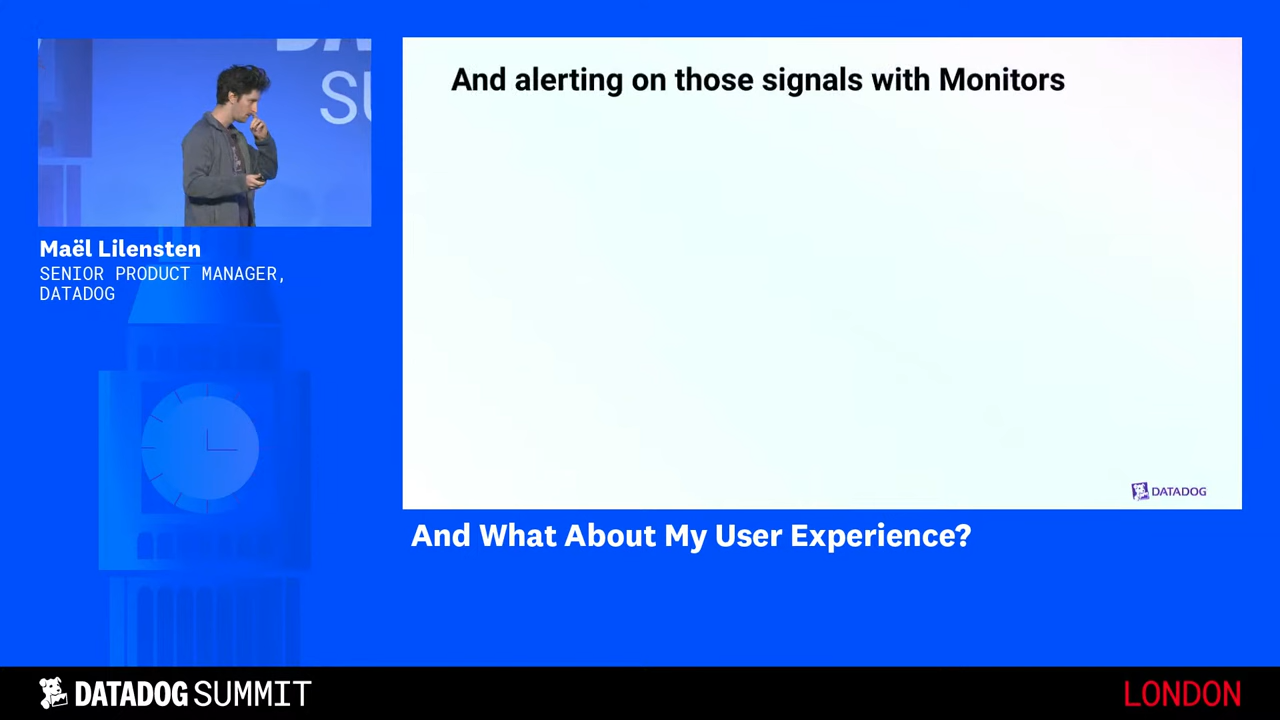 SU
Maël Lilensten
SENIOR PRODUCT MANAGER,
DATADOG
And alerting on those signals with Monitors
DATADOG
And What About My User Experience?
DATADOG SUMMIT
LONDON